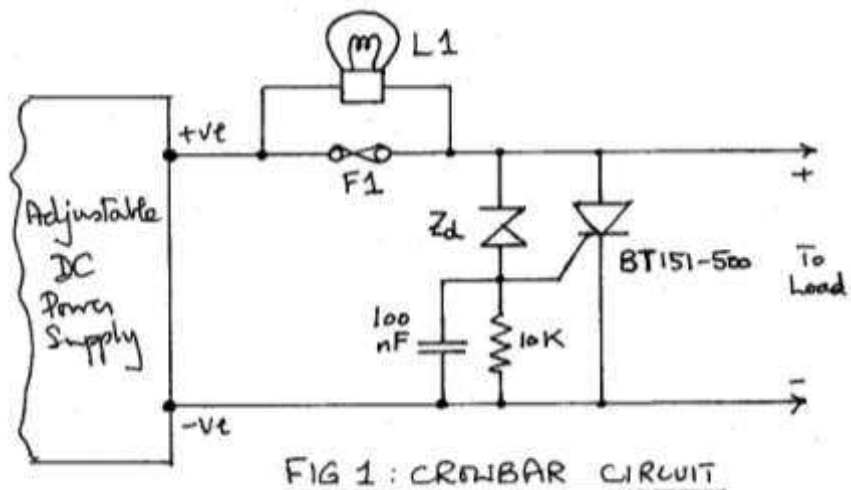 L1
+ve
F1
+
Adjustable
DC
Power
Supply
Zd
BT151-500
To
Load
100
nF
10K
-
-ve
FIG 1: CROWBAR CIRCUIT